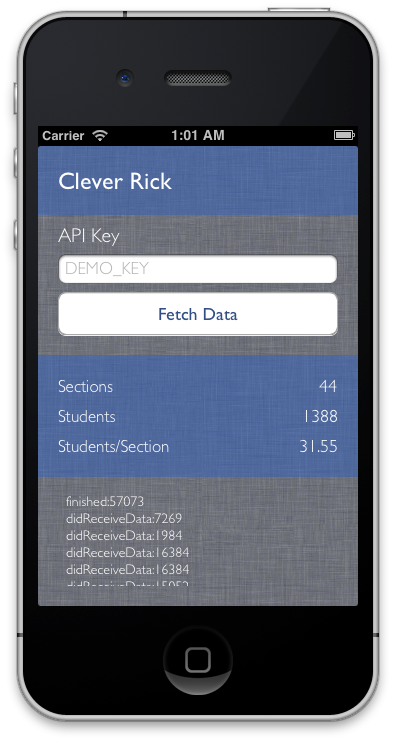 Carrier 1:01 AM
Clever Rick
API Key
DEMO_KEY
Fetch Data
Sections 44
Students 1388
Students/Section 31.55
finished:57073
didReceiveData:7269
didReceiveData:1984
didReceiveData:16384
didReceiveData:16384